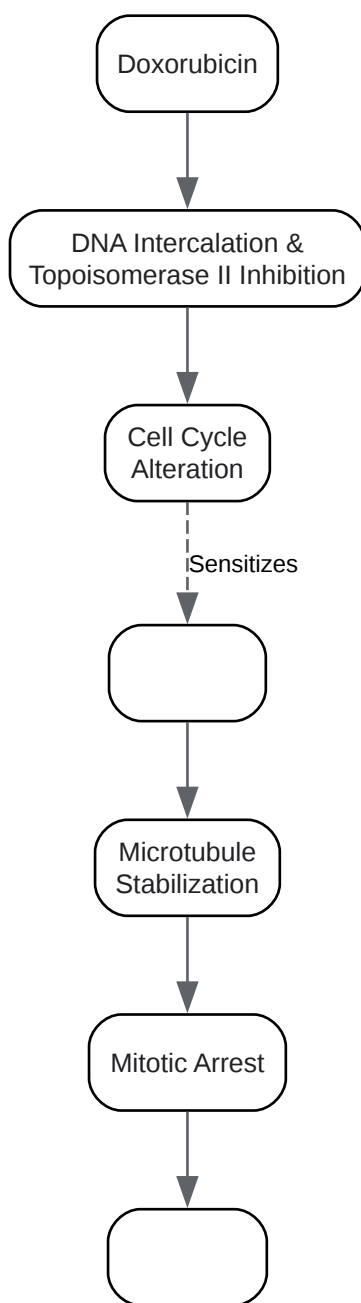 Doxorubicin
DNA Intercalation &
Topoisomerase II Inhibition
Cell Cycle
Alteration
Sensitizes
Microtubule
Stabilization
Mitotic Arrest